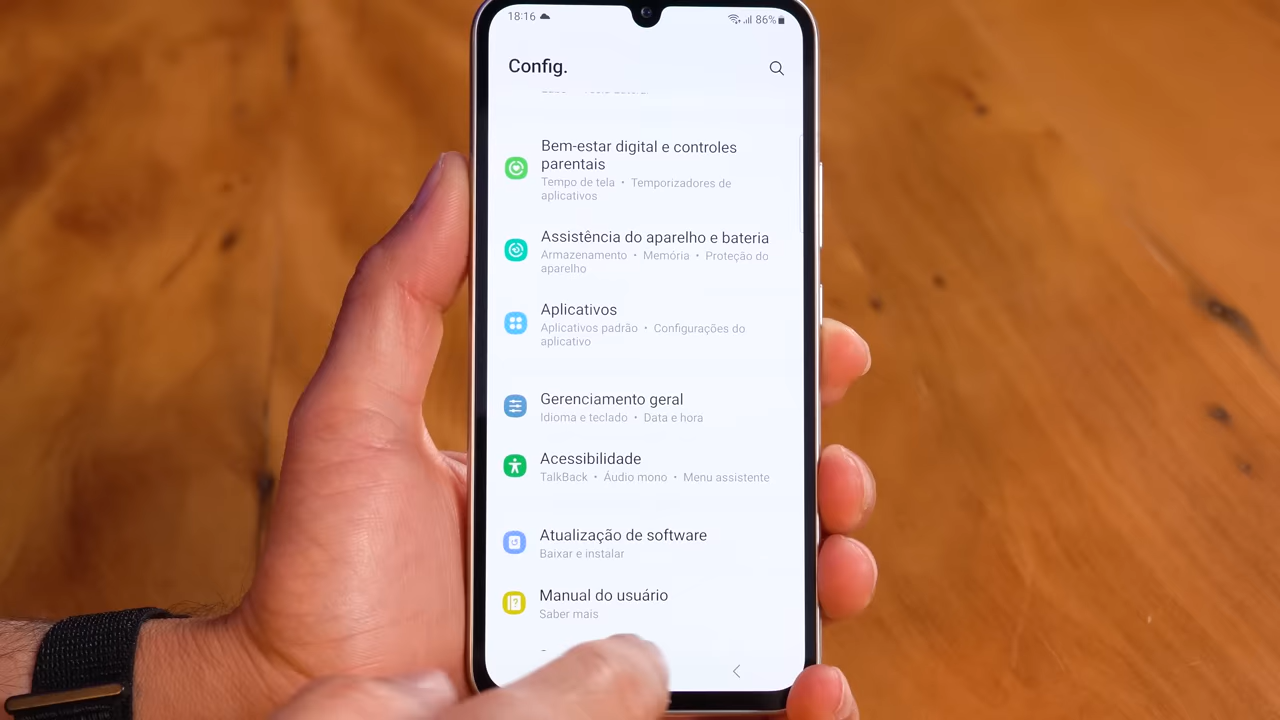 18:16
86%
Config.
Bem-estar digital e controles
parentais
Tempo de tela • Temporizadores de
aplicativos
Assistência do aparelho e bateria
Armazenamento • Memória • Proteção do
aparelho
Aplicativos
Aplicativos padrão • Configurações do
aplicativo
Gerenciamento geral
Idioma e teclado • Data e hora
Acessibilidade
TalkBack • Áudio mono • Menu assistente
Atualização de software
Baixar e instalar
Manual do usuário
Saber mais